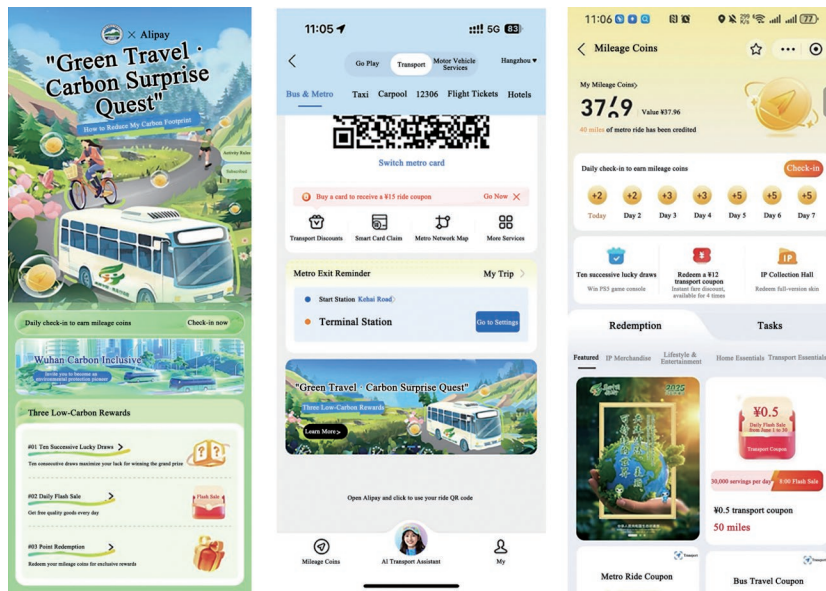 × Alipay
"Green Travel ·
Carbon Surprise
Quest"
How to Reduce My Carbon Footprint
Activity Rules
Subscribed
Daily check-in to earn mileage coins
Check-in now
Wuhan Carbon Inclusive
Invite you to become an
environmental protection pioneer
Three Low-Carbon Rewards
#01 Ten Successive Lucky Draws >
Ten consecutive draws maximize your luck for winning the grand prize
#02 Daily Flash Sale >
Get free quality goods every day
Flash Sale
#03 Point Redemption >
Redeem your mileage coins for exclusive rewards
11:05
5G 83
Go Play
Transport
Motor Vehicle
Services
Hangzhou
Bus & Metro
Taxi
Carpool
12306
Flight Tickets
Hotels
Switch metro card
Buy a card to receive a ¥15 ride coupon
Go Now
Transport Discounts
Smart Card Claim
Metro Network Map
More Services
Metro Exit Reminder
My Trip >
Start Station Kehai Road>
Terminal Station
Go to Settings
"Green Travel · Carbon Surprise Quest"
Three Low-Carbon Rewards
Learn More>
Open Alipay and click to use your ride QR code
Mileage Coins
AI Transport Assistant
My
11:06
77
Mileage Coins
My Mileage Coins>
Value ¥37.96
40 miles of metro ride has been credited
Daily check-in to earn mileage coins
Check-in
+2
+2
+3
+3
+5
+5
+5
Today
Day 2
Day 3
Day 4
Day 5
Day 6
Day 7
Ten successive lucky draws
Win PS5 game console
Redeem a ¥12
transport coupon
Instant fare discount,
available for 4 times
IP
IP Collection Hall
Redeem full-version skin
Redemption
Tasks
Featured
IP Merchandise
Lifestyle &
Entertainment
Home Essentials
Transport Essentials
2025
¥0.5
Daily Flash Sale
from June 1 to 30
Transport Coupon
30,000 servings per day
8:00 Flash Sale
¥0.5 transport coupon
50 miles
Transport
Metro Ride Coupon
Bus Travel Coupon